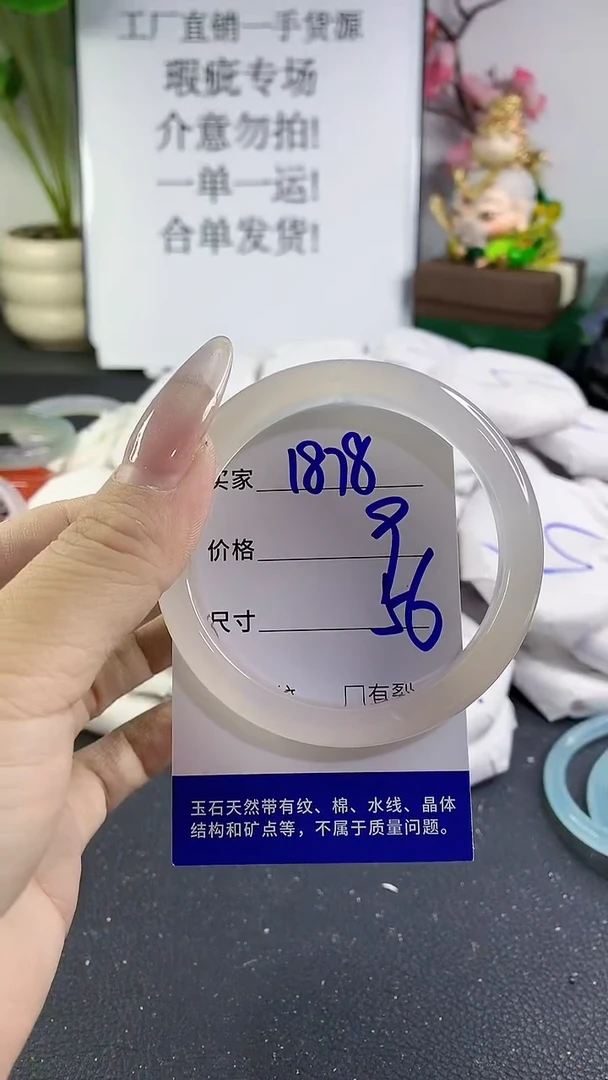 工厂直销一手货源
瑕疵专场
介意勿拍!
一单一运!
合单发货!
买家 1878
价格 9
尺寸 56
口有裂
玉石天然带有纹、棉、水线、晶体
结构和矿点等，不属于质量问题。